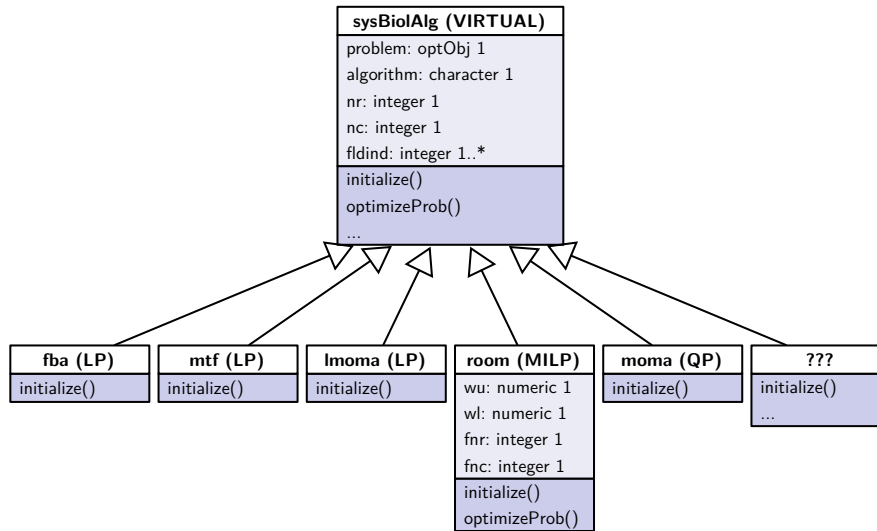 sysBiolAlg (VIRTUAL)
problem: optObj 1
algorithm: character 1
nr: integer 1
nc: integer 1
fldind: integer 1..*
initialize()
optimizeProb()
...
fba (LP)
initialize()
mtf (LP)
initialize()
lmoma (LP)
initialize()
room (MILP)
wu: numeric 1
wl: numeric 1
fnr: integer 1
fnc: integer 1
initialize()
optimizeProb()
moma (QP)
initialize()
???
initialize()
...